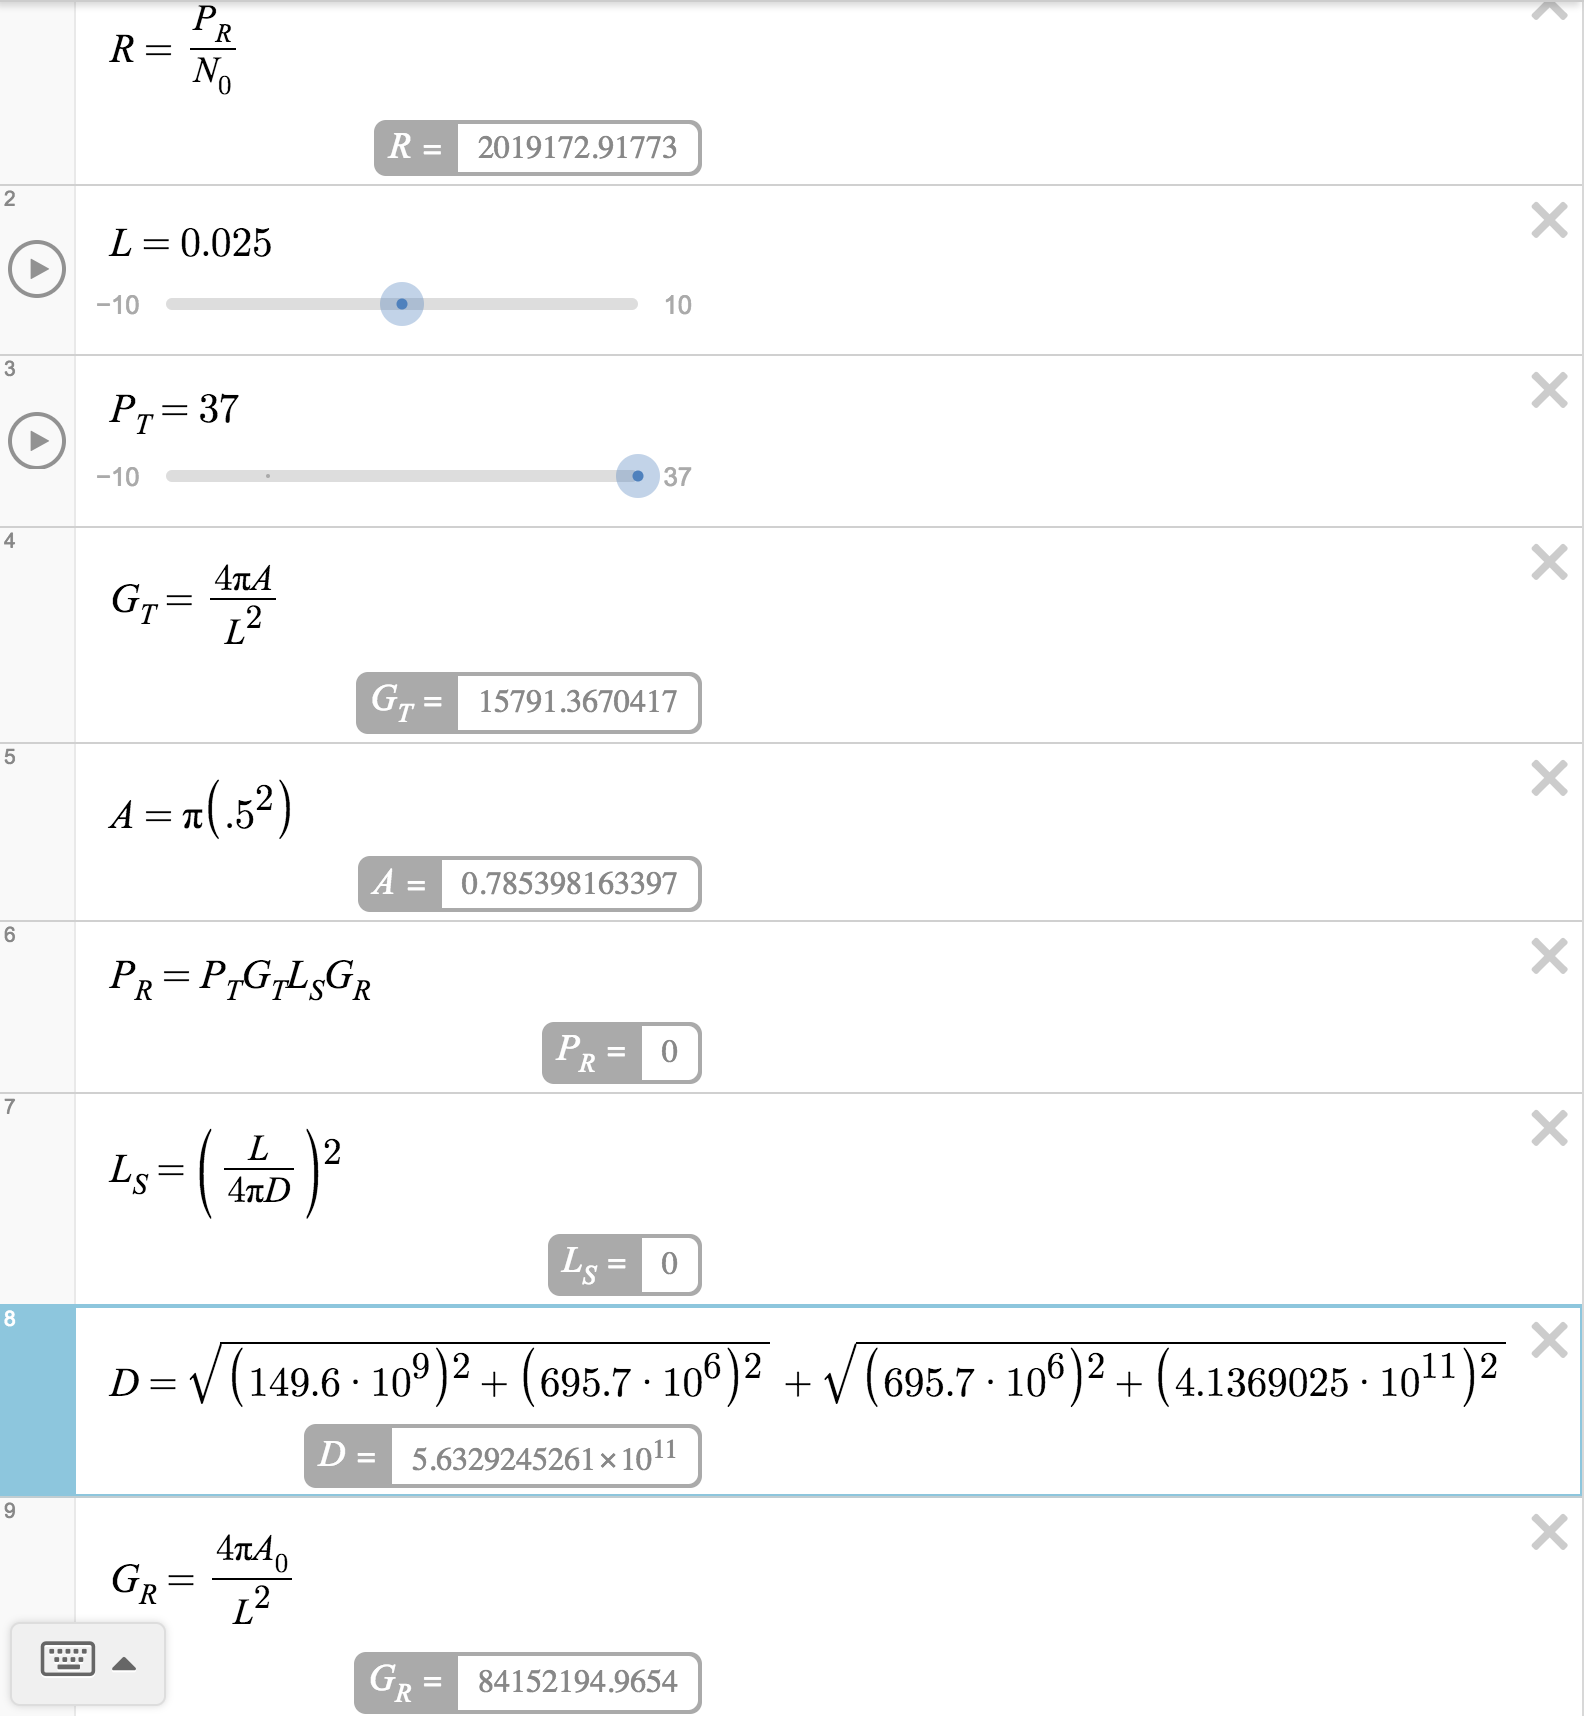 R = P_R / N_0
R = 2019172.91773
2
L = 0.025
−10 10
3
P_T = 37
−10 37
4
G_T = 4πA / L^2
G_T = 15791.3670417
5
A = π(.5^2)
A = 0.785398163397
6
P_R = P_T G_T L_S G_R
P_R = 0
7
L_S = (L / 4πD)^2
L_S = 0
8
D = √((149.6 · 10^9)^2 + (695.7 · 10^6)^2) + √((695.7 · 10^6)^2 + (4.1369025 · 10^11)^2)
D = 5.6329245261×10^11
9
G_R = 4πA_0 / L^2
G_R = 84152194.9654